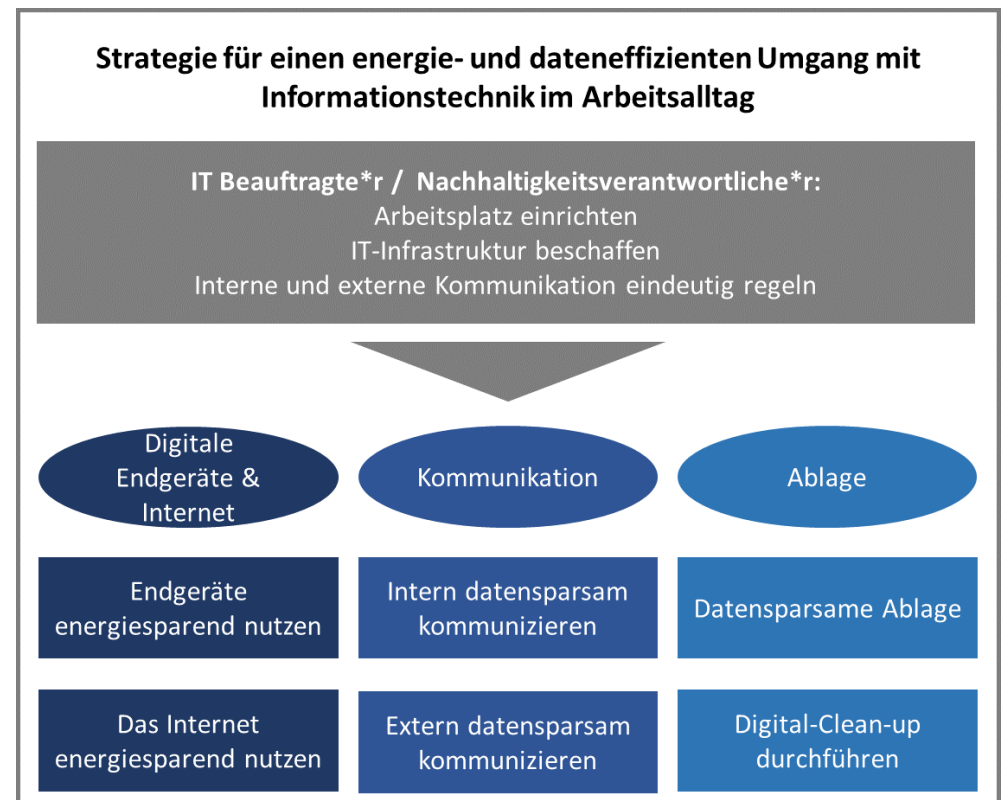 Strategie für einen energie- und dateneffizienten Umgang mit
Informationstechnik im Arbeitsalltag
IT Beauftragte*r / Nachhaltigkeitsverantwortliche*r:
Arbeitsplatz einrichten
IT-Infrastruktur beschaffen
Interne und externe Kommunikation eindeutig regeln
Digitale
Endgeräte &
Internet
Kommunikation
Ablage
Endgeräte
energiesparend nutzen
Intern datensparsam
kommunizieren
Datensparsame Ablage
Das Internet
energiesparend nutzen
Extern datensparsam
kommunizieren
Digital-Clean-up
durchführen